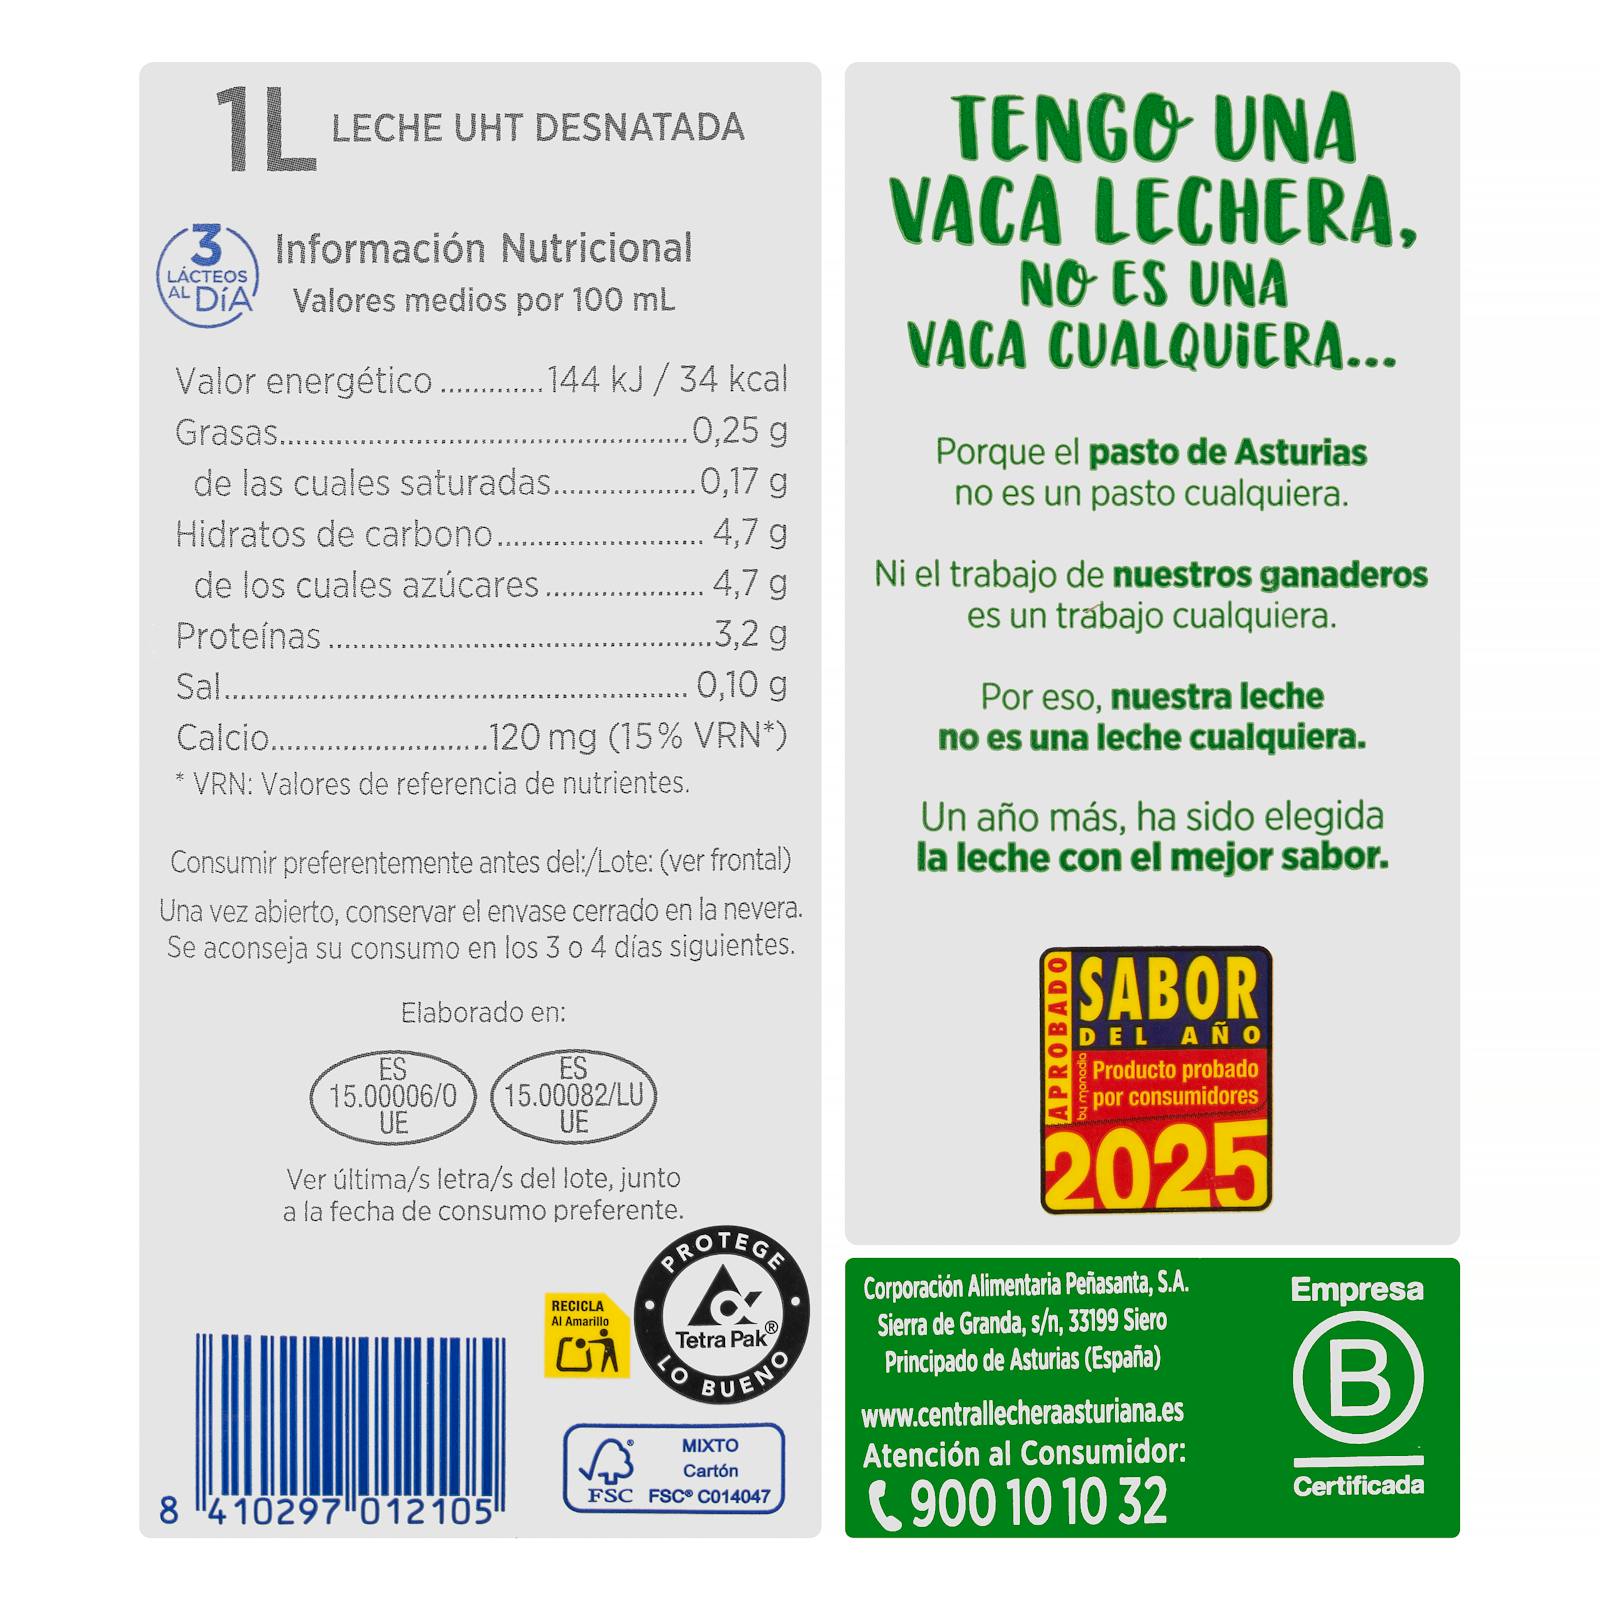 1L LECHE UHT DESNATADA
3
LÁCTEOS
AL DíA
Información Nutricional
Valores medios por 100 mL
Valor energético ............. 144 kJ / 34 kcal
Grasas.................................................. 0,25 g
de las cuales saturadas.................. 0,17 g
Hidratos de carbono.......................... 4,7 g
de los cuales azúcares .................... 4,7 g
Proteínas ............................................... 3,2 g
Sal......................................................... 0,10 g
Calcio........................... 120 mg (15% VRN*)
* VRN: Valores de referencia de nutrientes.
Consumir preferentemente antes del:/Lote: (ver frontal)
Una vez abierto, conservar el envase cerrado en la nevera.
Se aconseja su consumo en los 3 o 4 días siguientes.
Elaborado en:
ES
15.00006/O
UE
ES
15.00082/LU
UE
Ver última/s letra/s del lote, junto
a la fecha de consumo preferente.
RECICLA
Al Amarillo
PROTEGE
Tetra Pak®
LO BUENO
8 410297 012105
FSC
®
MIXTO
Cartón
FSC® C014047
TENGO UNA
VACA LECHERA,
NO ES UNA
VACA CUALQUiERA...
Porque el pasto de Asturias
no es un pasto cualquiera.
Ni el trabajo de nuestros ganaderos
es un trabajo cualquiera.
Por eso, nuestra leche
no es una leche cualquiera.
Un año más, ha sido elegida
la leche con el mejor sabor.
APROBADO
SABOR
DEL AÑO
by monadia
Producto probado
por consumidores
2025
Corporación Alimentaria Peñasanta, S.A.
Sierra de Granda, s/n, 33199 Siero
Principado de Asturias (España)
www.centrallecheraasturiana.es
Atención al Consumidor:
900 10 10 32
Empresa
B
Certificada